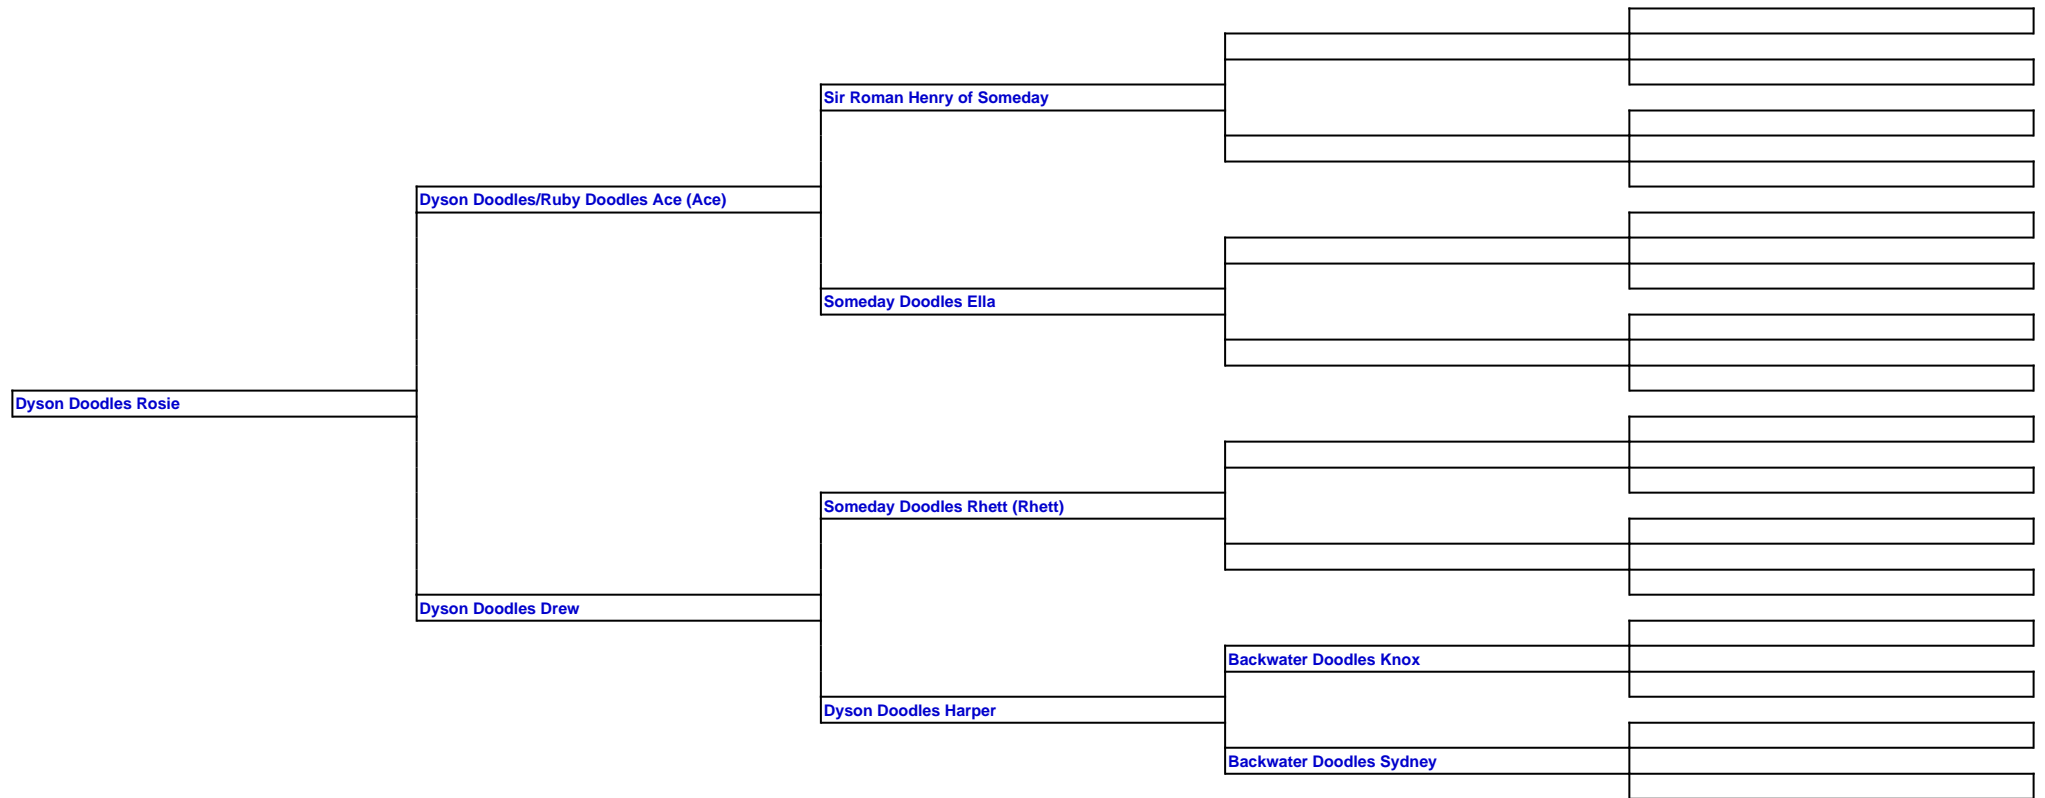 Sir Roman Henry of Someday
Dyson Doodles/Ruby Doodles Ace (Ace)
Someday Doodles Ella
Dyson Doodles Rosie
Someday Doodles Rhett (Rhett)
Dyson Doodles Drew
Backwater Doodles Knox
Dyson Doodles Harper
Backwater Doodles Sydney